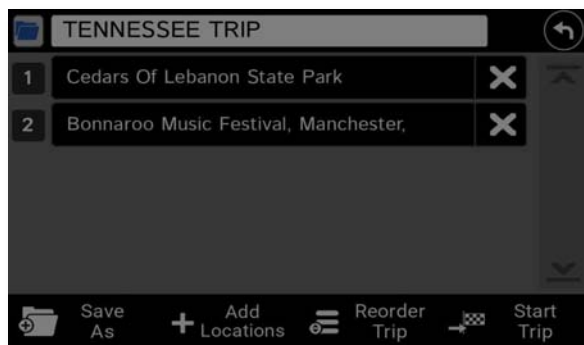 TENNESSEE TRIP
1 Cedars Of Lebanon State Park
2 Bonnaroo Music Festival, Manchester,
Save As
Add Locations
Reorder Trip
Start Trip